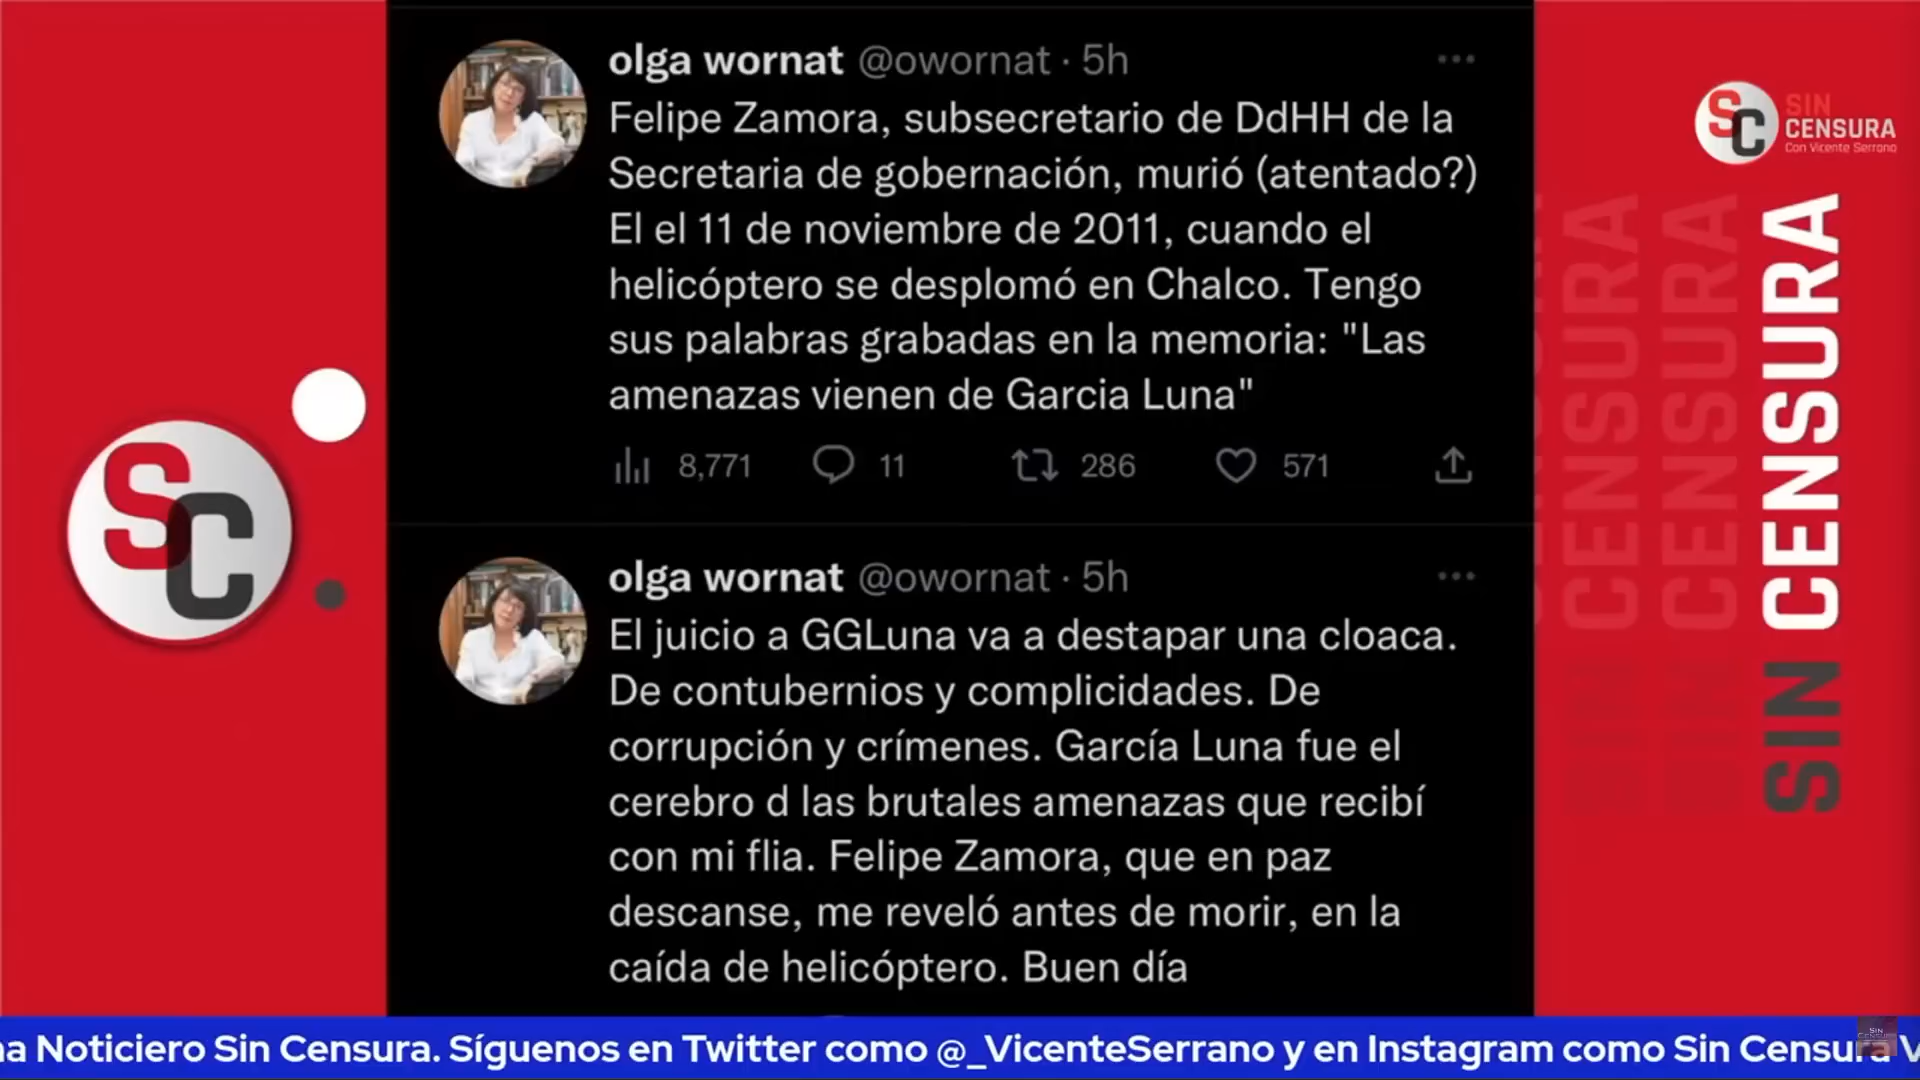 olga wornat @owornat · 5h
Felipe Zamora, subsecretario de DdHH de la
Secretaria de gobernación, murió (atentado?)
El el 11 de noviembre de 2011, cuando el
helicóptero se desplomó en Chalco. Tengo
sus palabras grabadas en la memoria: "Las
amenazas vienen de Garcia Luna"
8,771 11 286 571
olga wornat @owornat · 5h
El juicio a GGLuna va a destapar una cloaca.
De contubernios y complicidades. De
corrupción y crímenes. García Luna fue el
cerebro d las brutales amenazas que recibí
con mi flia. Felipe Zamora, que en paz
descanse, me reveló antes de morir, en la
caída de helicóptero. Buen día
SC
SC
SIN
CENSURA
Con Vicente Serrano
SIN CENSURA
SIN CENSURA
SIN CENSURA
a Noticiero Sin Censura. Síguenos en Twitter como @_VicenteSerrano y en Instagram como Sin Censura V